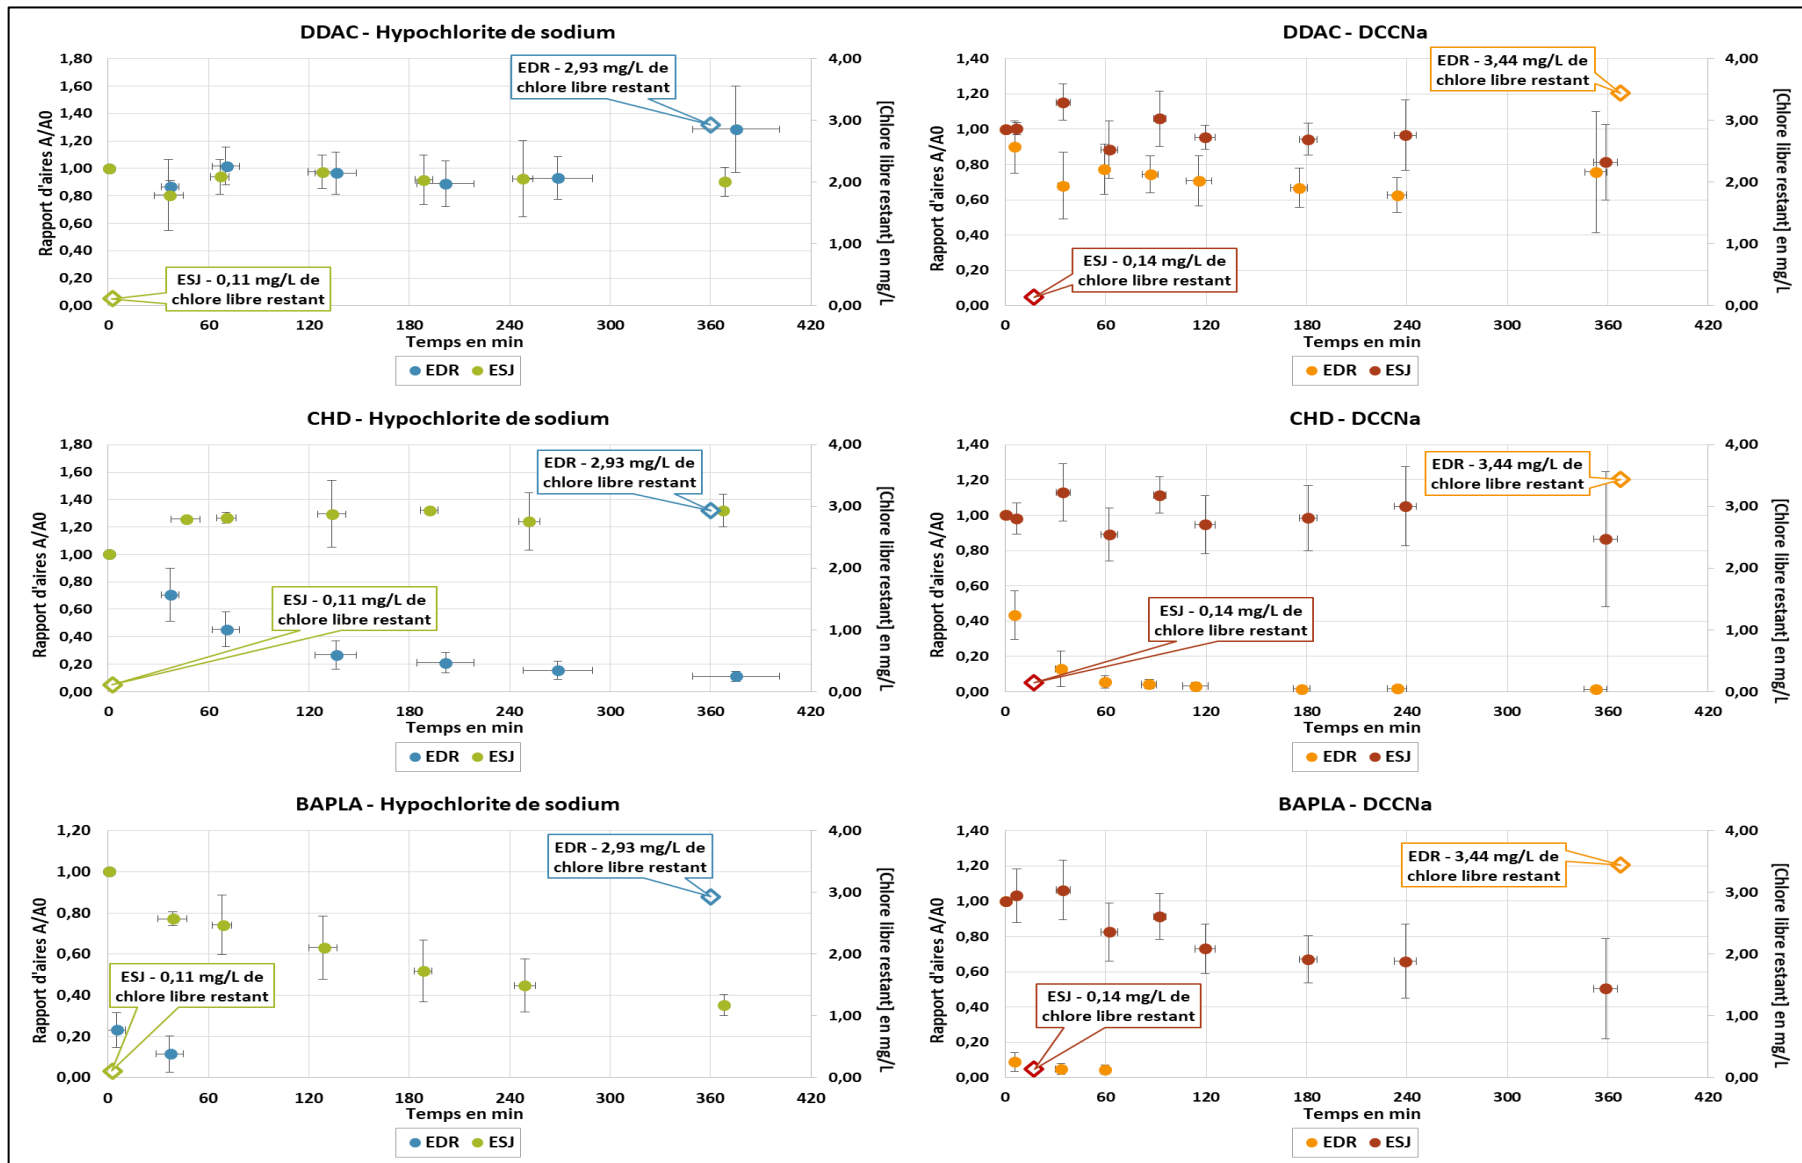 DDAC - Hypochlorite de sodium
Rapport d'aires A/A0
1,80
1,60
1,40
1,20
1,00
0,80
0,60
0,40
0,20
0,00
4,00
3,00
2,00
1,00
0,00
[Chlore libre restant] en mg/L
EDR - 2,93 mg/L de
chlore libre restant
ESJ - 0,11 mg/L de
chlore libre restant
0 60 120 180 240 300 360 420
Temps en min
EDR ESJ
DDAC - DCCNa
Rapport d'aires A/A0
1,40
1,20
1,00
0,80
0,60
0,40
0,20
0,00
4,00
3,00
2,00
1,00
0,00
[Chlore libre restant] en mg/L
EDR - 3,44 mg/L de
chlore libre restant
ESJ - 0,14 mg/L de
chlore libre restant
0 60 120 180 240 300 360 420
Temps en min
EDR ESJ
CHD - Hypochlorite de sodium
Rapport d'aires A/A0
1,80
1,60
1,40
1,20
1,00
0,80
0,60
0,40
0,20
0,00
4,00
3,00
2,00
1,00
0,00
[Chlore libre restant] en mg/L
EDR - 2,93 mg/L de
chlore libre restant
ESJ - 0,11 mg/L de
chlore libre restant
0 60 120 180 240 300 360 420
Temps en min
EDR ESJ
CHD - DCCNa
Rapport d'aires A/A0
1,40
1,20
1,00
0,80
0,60
0,40
0,20
0,00
4,00
3,00
2,00
1,00
0,00
[Chlore libre restant] en mg/L
EDR - 3,44 mg/L de
chlore libre restant
ESJ - 0,14 mg/L de
chlore libre restant
0 60 120 180 240 300 360 420
Temps en min
EDR ESJ
BAPLA - Hypochlorite de sodium
Rapport d'aires A/A0
1,20
1,00
0,80
0,60
0,40
0,20
0,00
4,00
3,00
2,00
1,00
0,00
[Chlore libre restant] en mg/L
EDR - 2,93 mg/L de
chlore libre restant
ESJ - 0,11 mg/L de
chlore libre restant
0 60 120 180 240 300 360 420
Temps en min
EDR ESJ
BAPLA - DCCNa
Rapport d'aires A/A0
1,40
1,20
1,00
0,80
0,60
0,40
0,20
0,00
4,00
3,00
2,00
1,00
0,00
[Chlore libre restant] en mg/L
EDR - 3,44 mg/L de
chlore libre restant
ESJ - 0,14 mg/L de
chlore libre restant
0 60 120 180 240 300 360 420
Temps en min
EDR ESJ